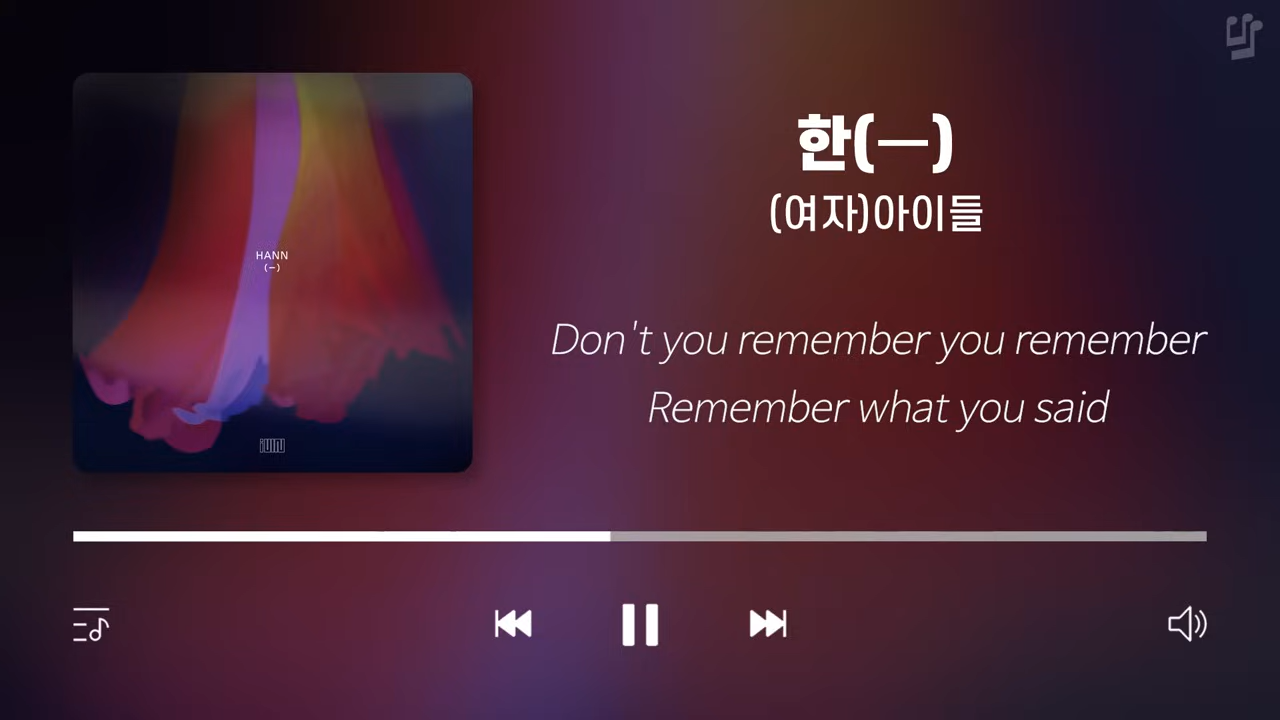 HANN
(一)
한(一)
(여자)아이들
Don't you remember you remember
Remember what you said